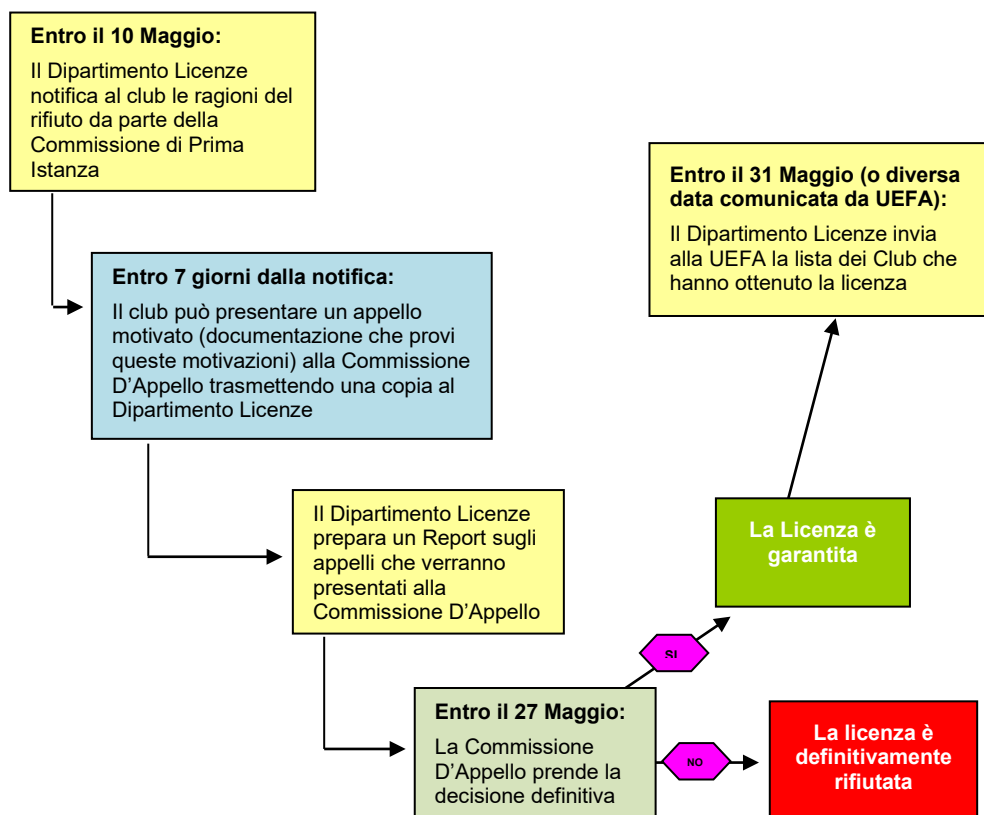 Entro il 10 Maggio:
Il Dipartimento Licenze
notifica al club le ragioni del
rifiuto da parte della
Commissione di Prima
Istanza
Entro il 31 Maggio (o diversa
data comunicata da UEFA):
Il Dipartimento Licenze invia
alla UEFA la lista dei Club che
hanno ottenuto la licenza
Entro 7 giorni dalla notifica:
Il club può presentare un appello
motivato (documentazione che provi
queste motivazioni) alla Commissione
D’Appello trasmettendo una copia al
Dipartimento Licenze
Il Dipartimento Licenze
prepara un Report sugli
appelli che verranno
presentati alla
Commissione D’Appello
La Licenza è
garantita
SI
Entro il 27 Maggio:
La Commissione
D’Appello prende la
decisione definitiva
NO
La licenza è
definitivamente
rifiutata